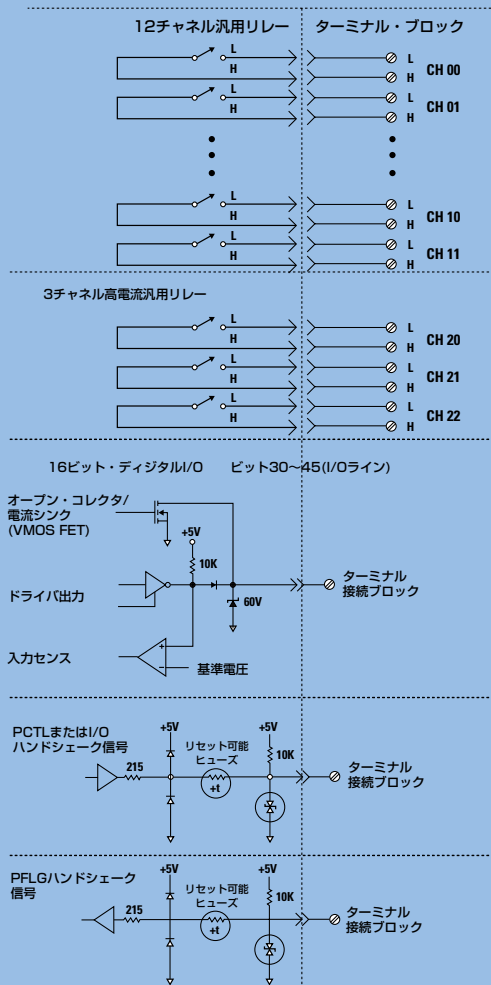 12チャネル汎用リレー
ターミナル・ブロック
L
H
L
H
CH 00
L
H
L
H
CH 01
L
H
L
H
CH 10
L
H
L
H
CH 11
3チャネル高電流汎用リレー
L
H
L
H
CH 20
L
H
L
H
CH 21
L
H
L
H
CH 22
16ビット・ディジタルI/O ビット30〜45(I/Oライン)
オープン・コレクタ/
電流シンク
(VMOS FET)
+5V
10K
ドライバ出力
60V
ターミナル
接続ブロック
入力センス
+
−
基準電圧
PCTLまたはI/O
ハンドシェーク信号
+5V
リセット可能
ヒューズ
+5V
10K
215
+t
ターミナル
接続ブロック
PFLGハンドシェーク
信号
+5V
リセット可能
ヒューズ
+5V
10K
215
+t
ターミナル
接続ブロック